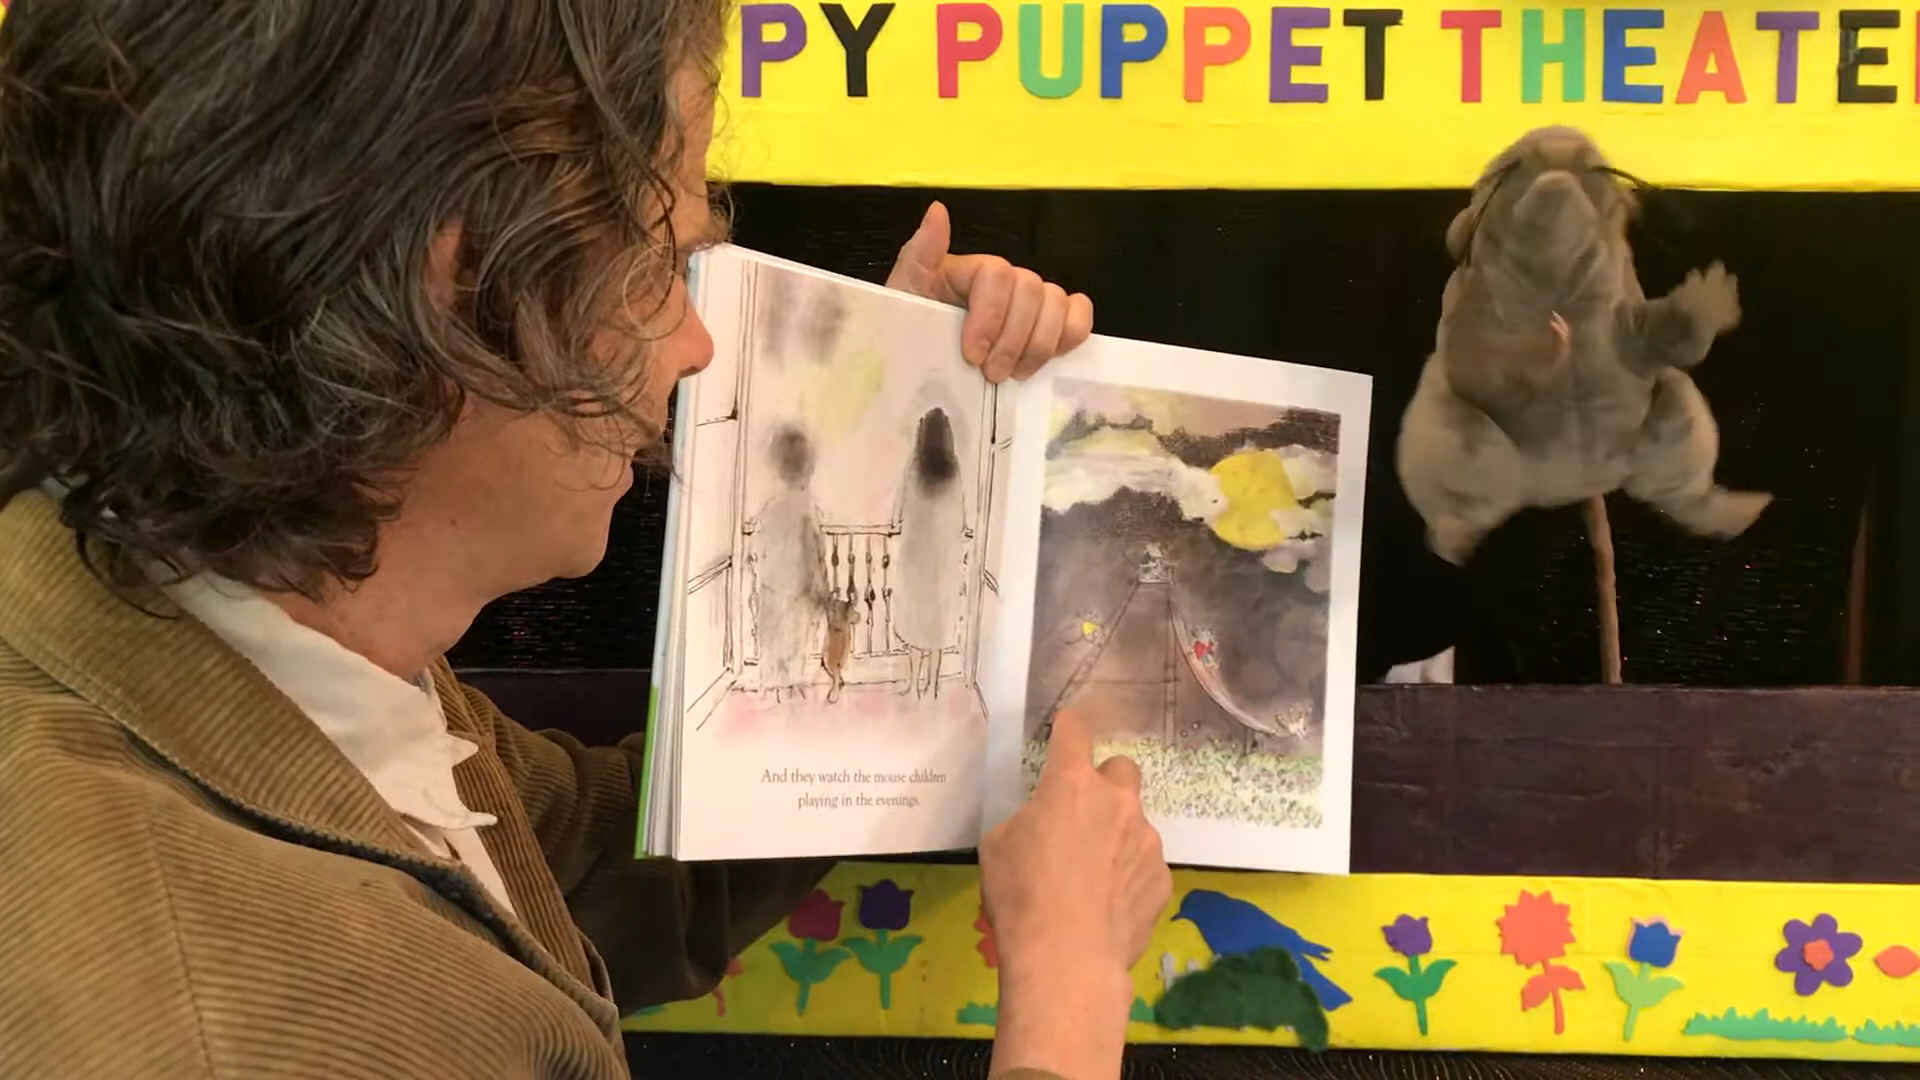 PY PUPPET THEATE
And they watch the mouse children
playing in the evenings.